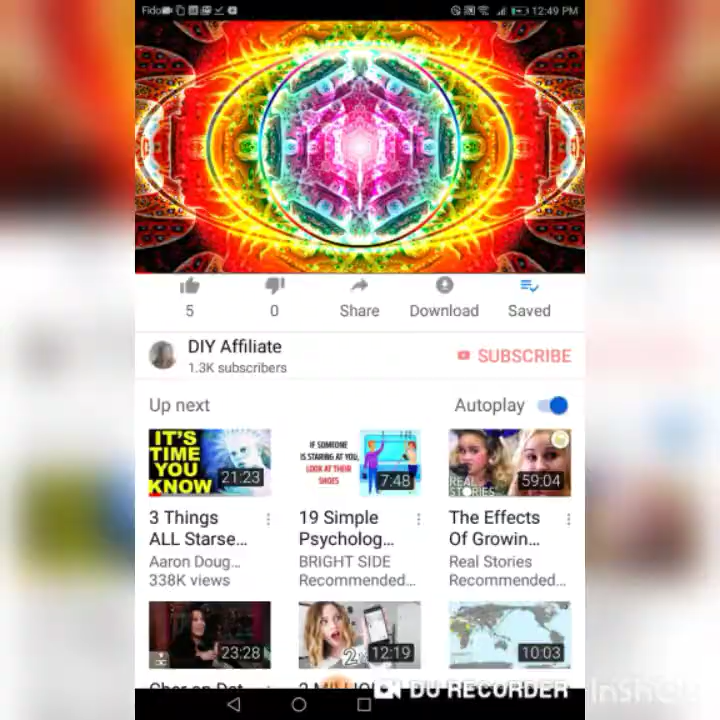 Fido
12:49 PM
5
0
Share
Download
Saved
DIY Affiliate
1.3K subscribers
SUBSCRIBE
Up next
Autoplay
IT'S
TIME
YOU
KNOW
21:23
IF SOMEONE
IS STARING AT YOU,
LOOK AT THEIR
SHOES
7:48
REAL
STORIES
59:04
3 Things
ALL Starse...
Aaron Doug...
338K views
19 Simple
Psycholog...
BRIGHT SIDE
Recommended...
The Effects
Of Growin...
Real Stories
Recommended...
23:28
12:19
10:03
DU RECORDER